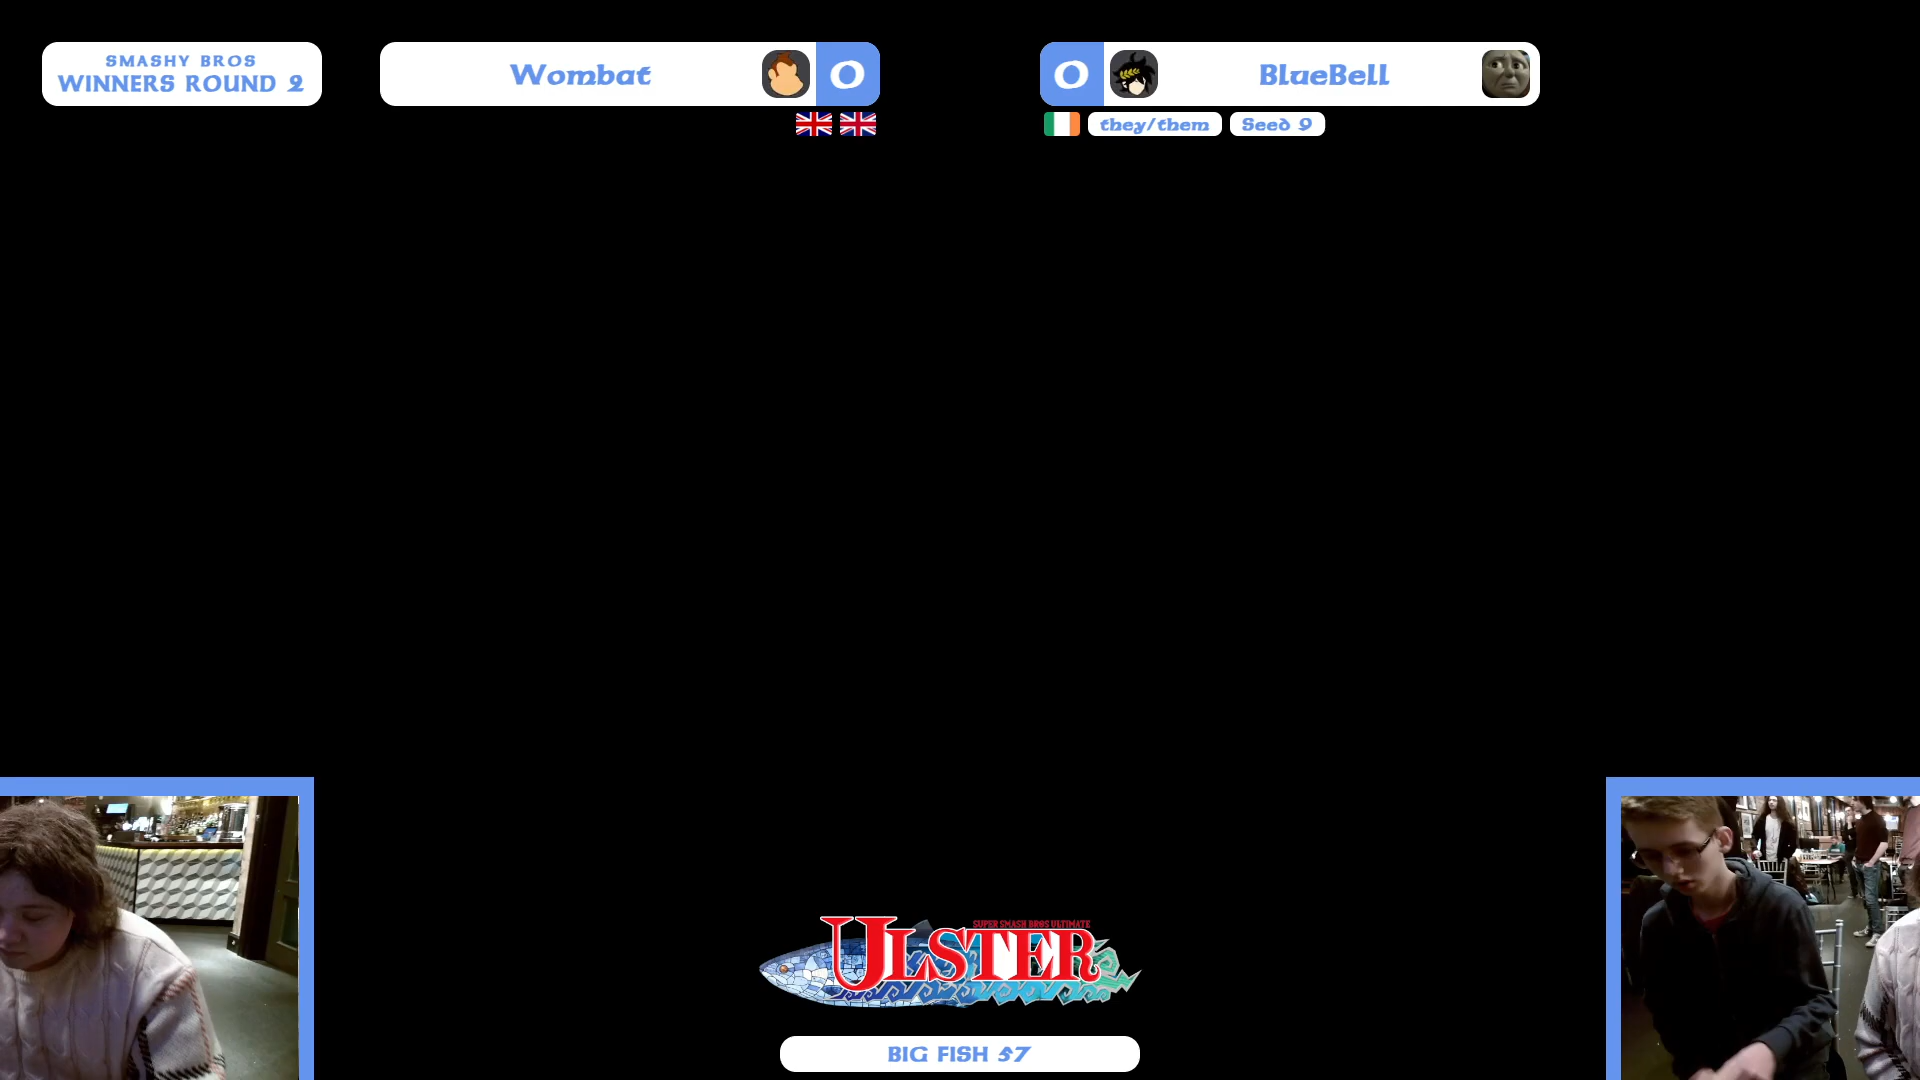 SMASHY BROS
WINNERS ROUND 2
Wombat
0
0
BlueBell
they/them
Seed 9
SUPER SMASH BROS ULTIMATE
ULSTER
BIG FISH 57